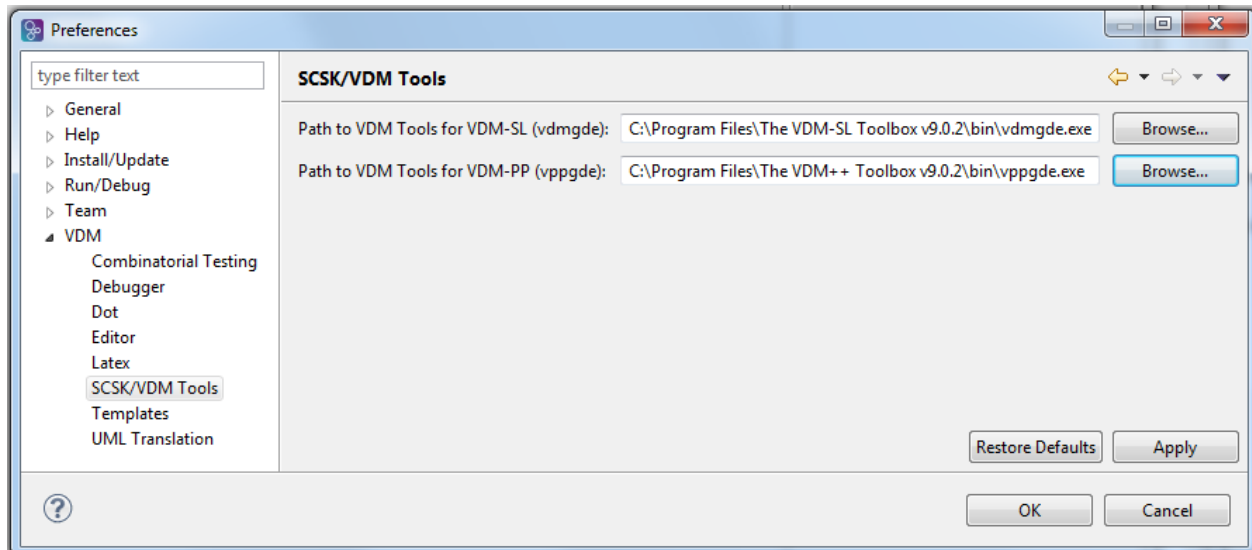 Preferences
type filter text
General
Help
Install/Update
Run/Debug
Team
VDM
Combinatorial Testing
Debugger
Dot
Editor
Latex
SCSK/VDM Tools
Templates
UML Translation
SCSK/VDM Tools
Path to VDM Tools for VDM-SL (vdmgde): C:\Program Files\The VDM-SL Toolbox v9.0.2\bin\vdmgde.exe Browse...
Path to VDM Tools for VDM-PP (vppgde): C:\Program Files\The VDM++ Toolbox v9.0.2\bin\vppgde.exe Browse...
Restore Defaults Apply
? OK Cancel